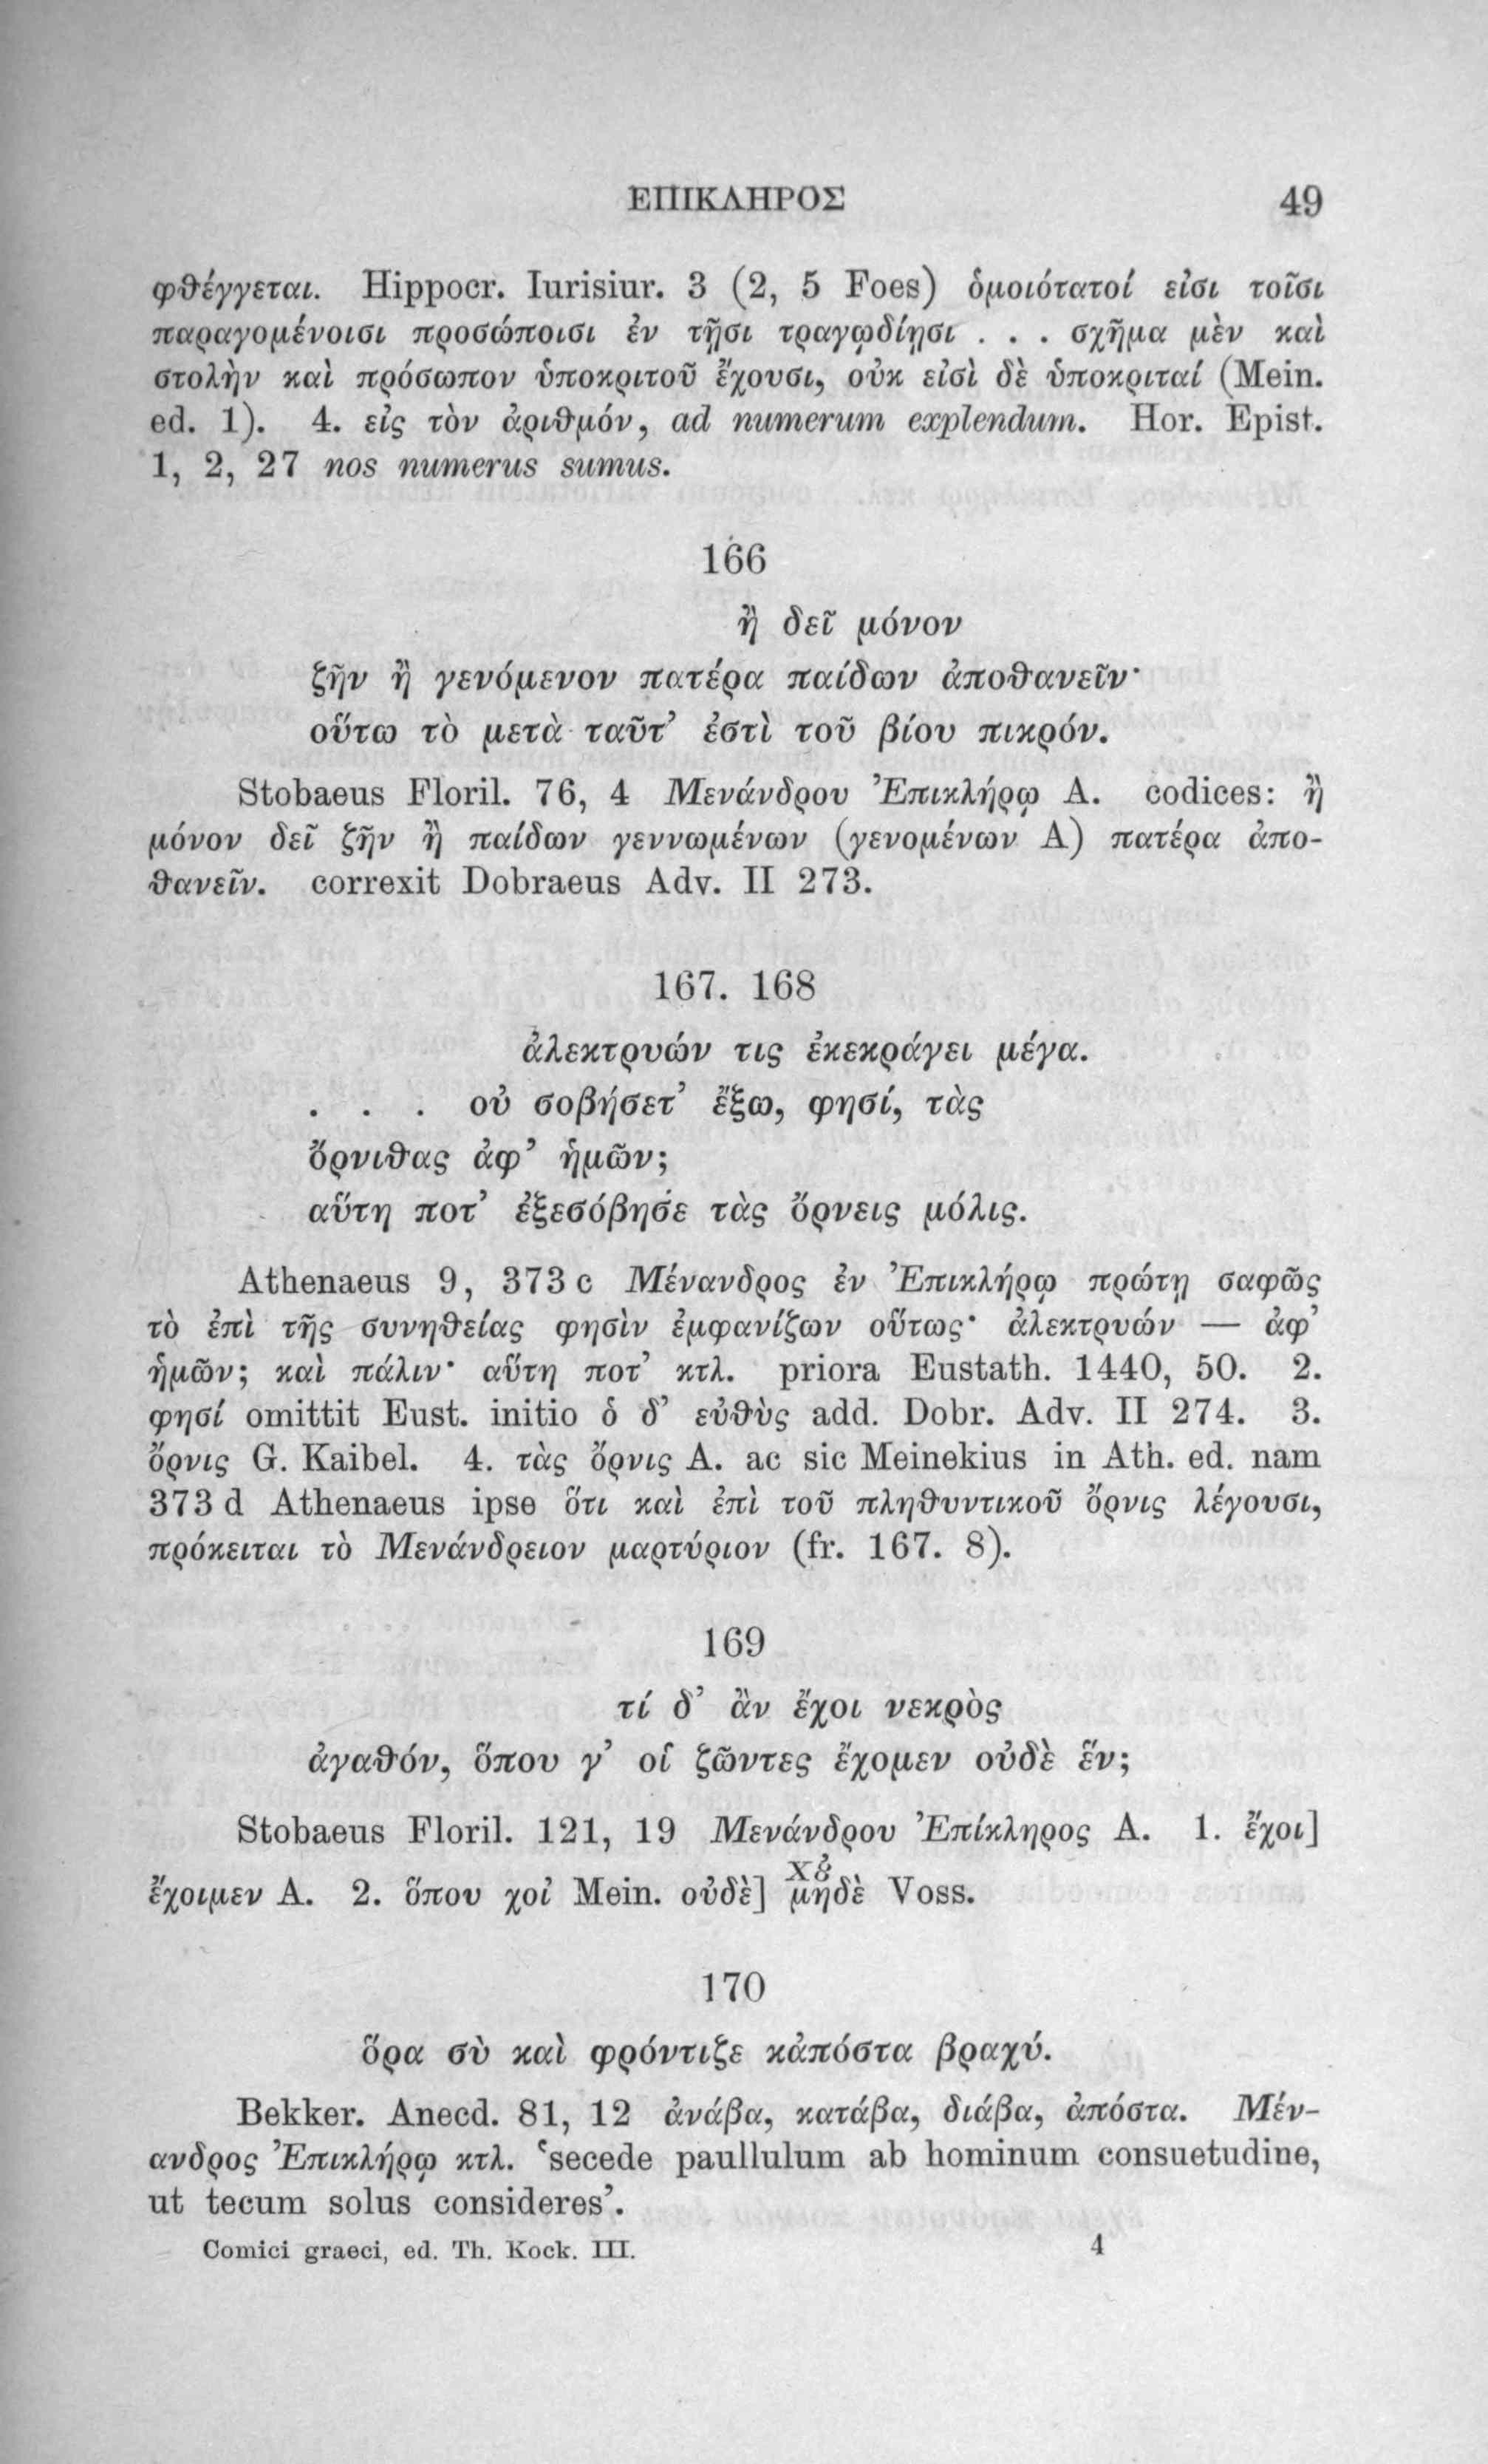 ΕΠΙΚΛΗΡΟΣ 49
φθέγγεται. Hippocr. Iurisiur. 3 (2, 5 Foes) ὁμοιότατοί εἰσι τοῖσι
παραγομένοισι προσώποισι ἐν τῇσι τραγῳδίῃσι . . . σχῆμα μὲν καὶ
στολὴν καὶ πρόσωπον ὑποκριτοῦ ἔχουσι, οὐκ εἰσὶ δὲ ὑποκριταί (Mein.
ed. 1). 4. εἰς τὸν ἀριθμόν, ad numerum explendum. Hor. Epist.
1, 2, 27 nos numerus sumus.
166
ἢ δεῖ μόνον
ζῆν ἢ γενόμενον πατέρα παίδων ἀποθανεῖν·
οὕτω τὸ μετὰ ταῦτ’ ἐστὶ τοῦ βίου πικρόν.
Stobaeus Floril. 76, 4 Μενάνδρου Ἐπικλήρῳ A. codices: ἢ
μόνον δεῖ ζῆν ἢ παίδων γεννωμένων (γενομένων A) πατέρα ἀπο-
θανεῖν. correxit Dobraeus Adv. II 273.
167. 168
ἀλεκτρυών τις ἐκεκράγει μέγα.
. . . οὐ σοβήσετ’ ἔξω, φησί, τὰς
ὄρνιθας ἀφ’ ἡμῶν;
αὕτη ποτ’ ἐξεσόβησε τὰς ὄρνεις μόλις.
Athenaeus 9, 373 c Μένανδρος ἐν Ἐπικλήρῳ πρώτῃ σαφῶς
τὸ ἐπὶ τῆς συνηθείας φησὶν ἐμφανίζων οὕτως· ἀλεκτρυών — ἀφ’
ἡμῶν; καὶ πάλιν· αὕτη ποτ’ κτλ. priora Eustath. 1440, 50. 2.
φησί omittit Eust. initio ὁ δ’ εὐθὺς add. Dobr. Adv. II 274. 3.
ὄρνις G. Kaibel. 4. τὰς ὄρνις A. ac sic Meinekius in Ath. ed. nam
373 d Athenaeus ipse ὅτι καὶ ἐπὶ τοῦ πληθυντικοῦ ὄρνις λέγουσι,
πρόκειται τὸ Μενάνδρειον μαρτύριον (fr. 167. 8).
169
τί δ’ ἂν ἔχοι νεκρὸς
ἀγαθόν, ὅπου γ’ οἱ ζῶντες ἔχομεν οὐδὲ ἕν;
Stobaeus Floril. 121, 19 Μενάνδρου Ἐπίκληρος A. 1. ἔχοι]
ἔχοιμεν A. 2. ὅπου χοἰ Mein. οὐδὲ] μηδὲ Voss.
170
ὅρα σὺ καὶ φρόντιζε κἀπόστα βραχύ.
Bekker. Anecd. 81, 12 ἀνάβα, κατάβα, διάβα, ἀπόστα. Μέν-
ανδρος Ἐπικλήρῳ κτλ. ‘secede paullulum ab hominum consuetudine,
ut tecum solus consideres’.
Comici graeci, ed. Th. Kock. III. 4